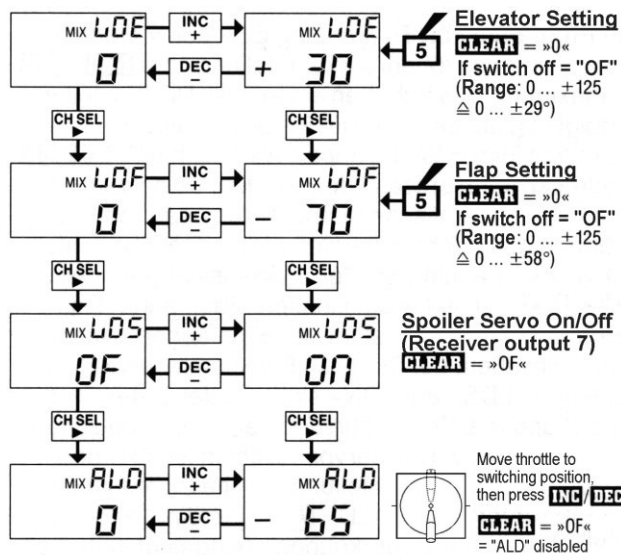 MIX LOE INC + MIX LOE 5 Elevator Setting
CLEAR = »0«
0 DEC − + 30 If switch off = "OF"
(Range: 0 ... ±125
≙ 0 ... ±29°)
CH SEL CH SEL
MIX LOF INC + MIX LOF 5 Flap Setting
CLEAR = »0«
0 DEC − − 70 If switch off = "OF"
(Range: 0 ... ±125
≙ 0 ... ±58°)
CH SEL CH SEL
MIX LOS INC + MIX LOS Spoiler Servo On/Off
(Receiver output 7)
OF DEC − ON CLEAR = »OF«
CH SEL CH SEL
MIX ALO INC + MIX ALO Move throttle to
switching position,
then press INC/DEC
0 DEC − − 65 CLEAR = »OF«
= "ALD" disabled